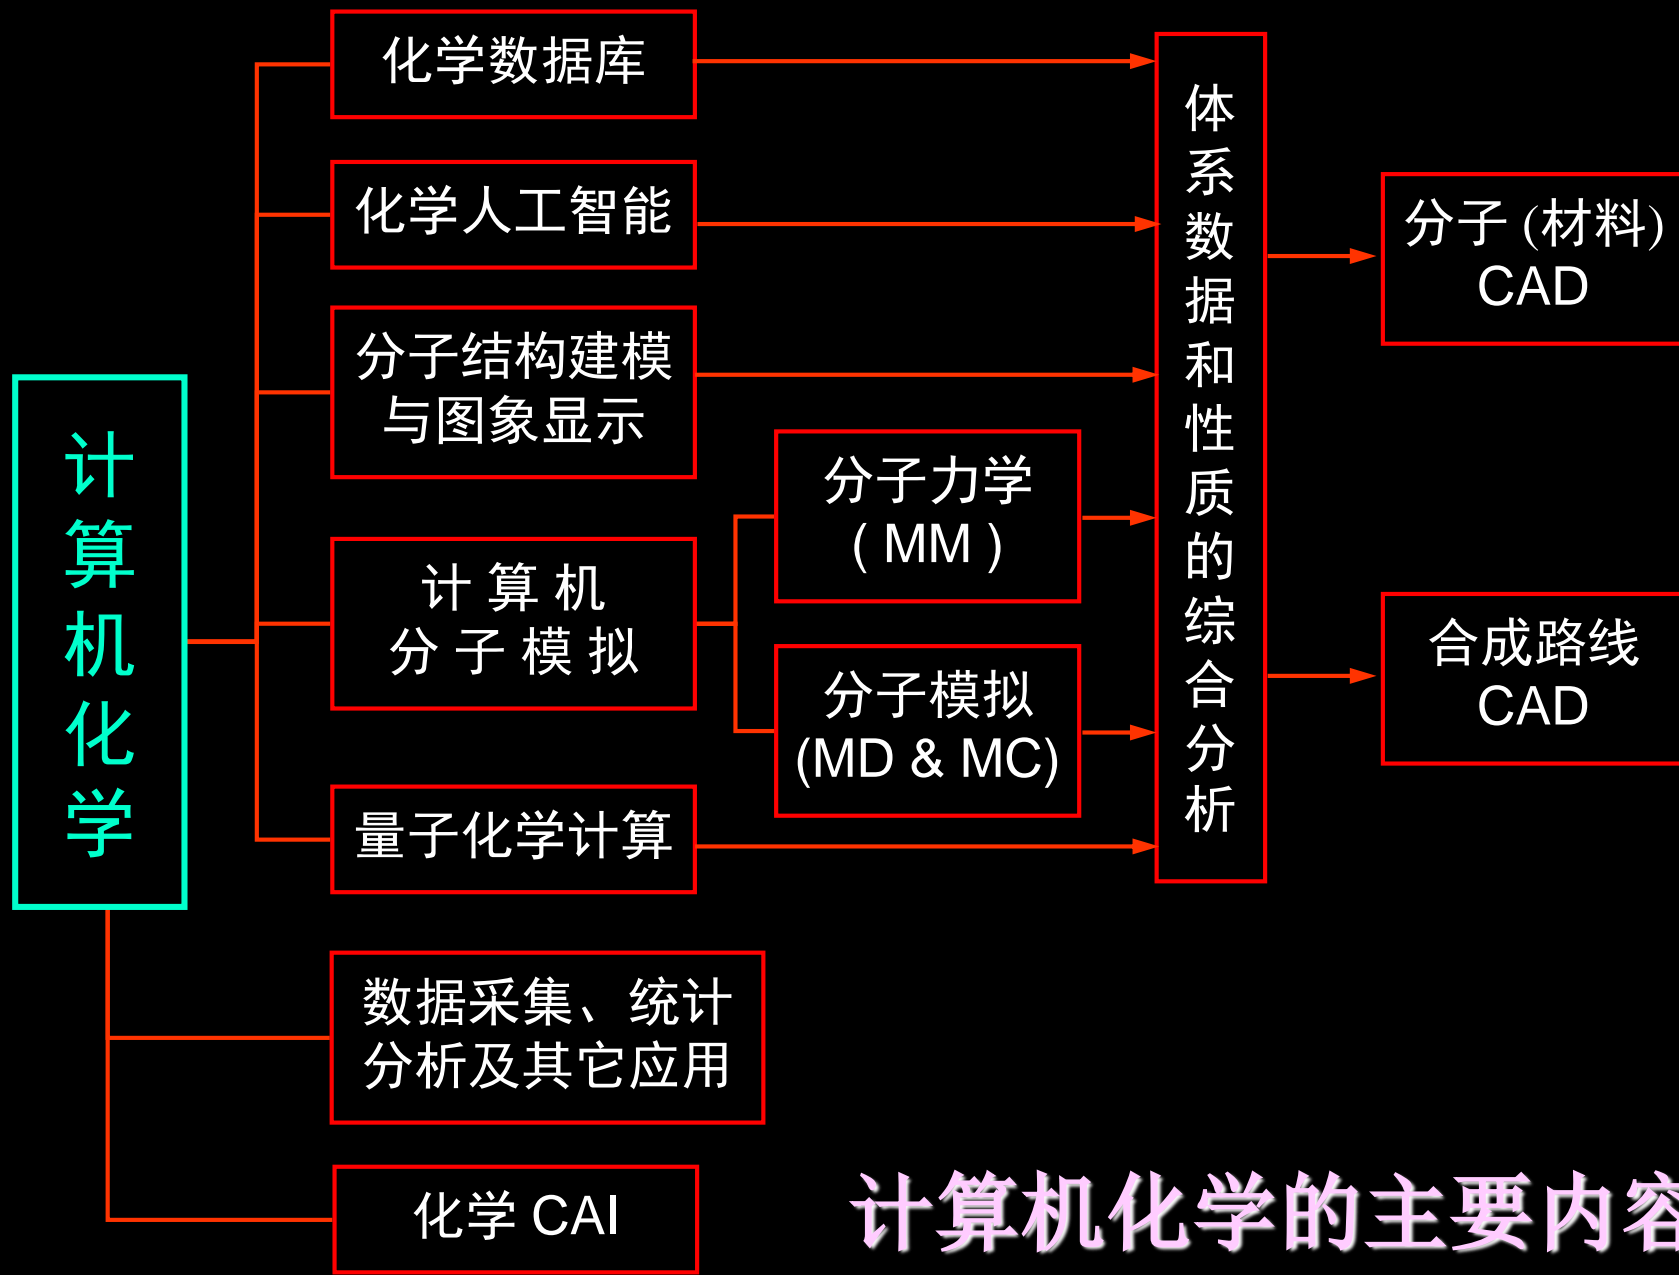 化学数据库
化学人工智能
分子结构建模
与图象显示
计算机
分子模拟
量子化学计算
计算机化学
分子力学
( MM )
分子模拟
(MD & MC)
体系数据和性质的综合分析
分子 (材料)
CAD
合成路线
CAD
数据采集、统计
分析及其它应用
化学 CAI
计算机化学的主要内容